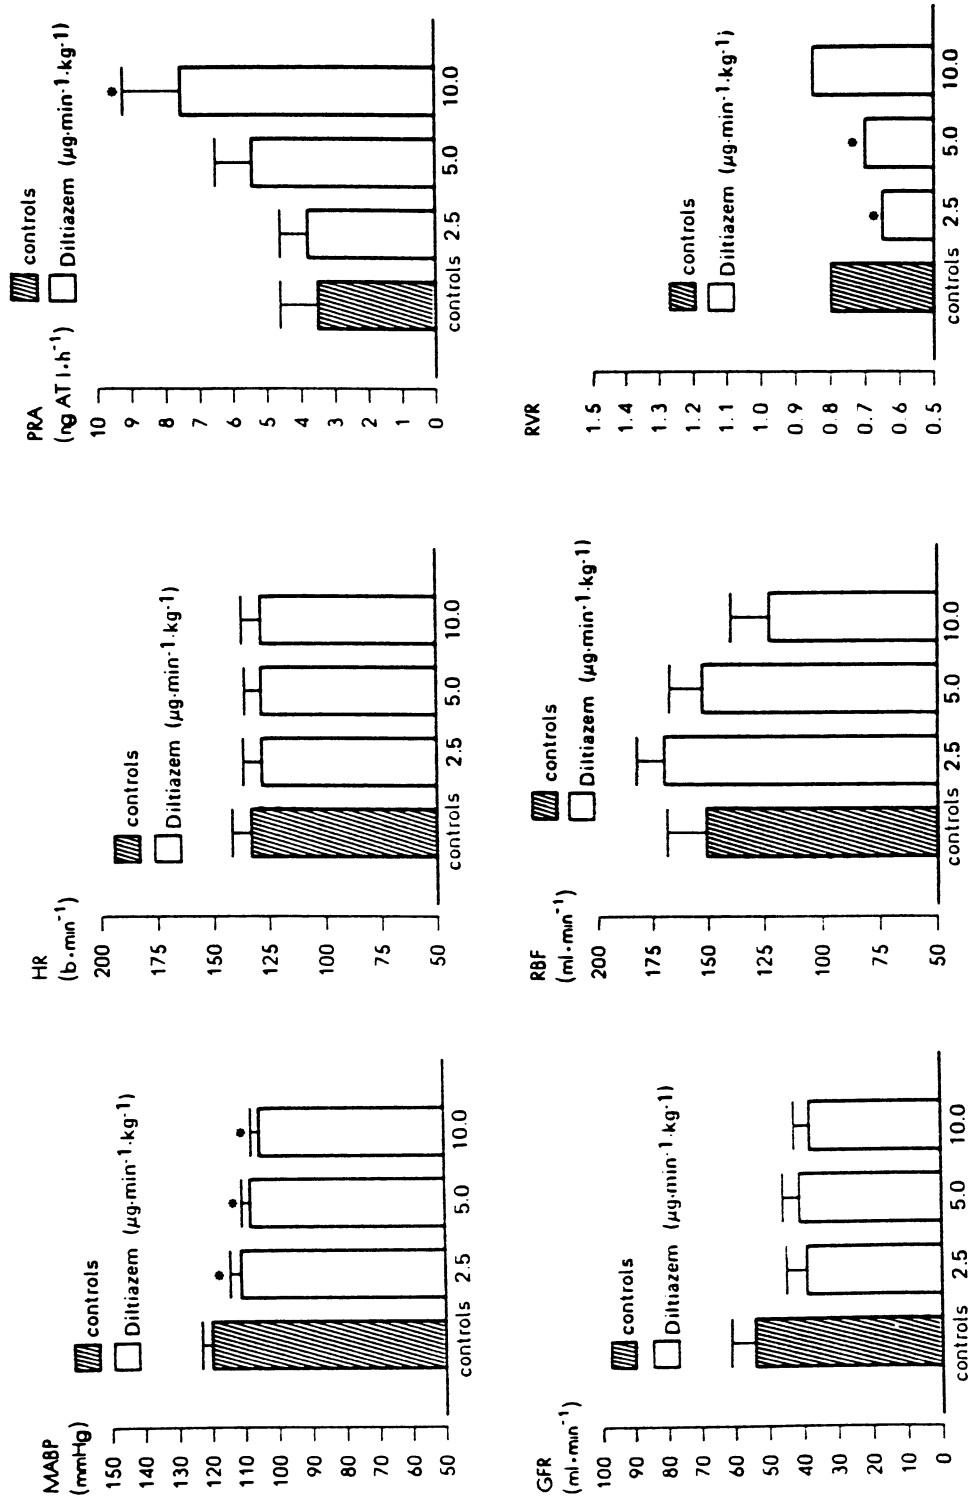 MABP
(mmHg)
150
140
130
120
110
100
90
80
70
60
50
controls
Diltiazem (µg·min-1·kg-1)
controls 2.5 5.0 10.0
HR
(b·min-1)
200
175
150
125
100
75
50
controls
Diltiazem (µg·min-1·kg-1)
controls 2.5 5.0 10.0
PRA
(ng AT I·h-1)
10
9
8
7
6
5
4
3
2
1
0
controls
Diltiazem (µg·min-1·kg-1)
controls 2.5 5.0 10.0
GFR
(ml·min-1)
100
90
80
70
60
50
40
30
20
10
0
controls
Diltiazem (µg·min-1·kg-1)
controls 2.5 5.0 10.0
RBF
(ml·min-1)
200
175
150
125
100
75
50
controls
Diltiazem (µg·min-1·kg-1)
controls 2.5 5.0 10.0
RVR
1.5
1.4
1.3
1.2
1.1
1.0
0.9
0.8
0.7
0.6
0.5
controls
Diltiazem (µg·min-1·kg-1)
controls 2.5 5.0 10.0